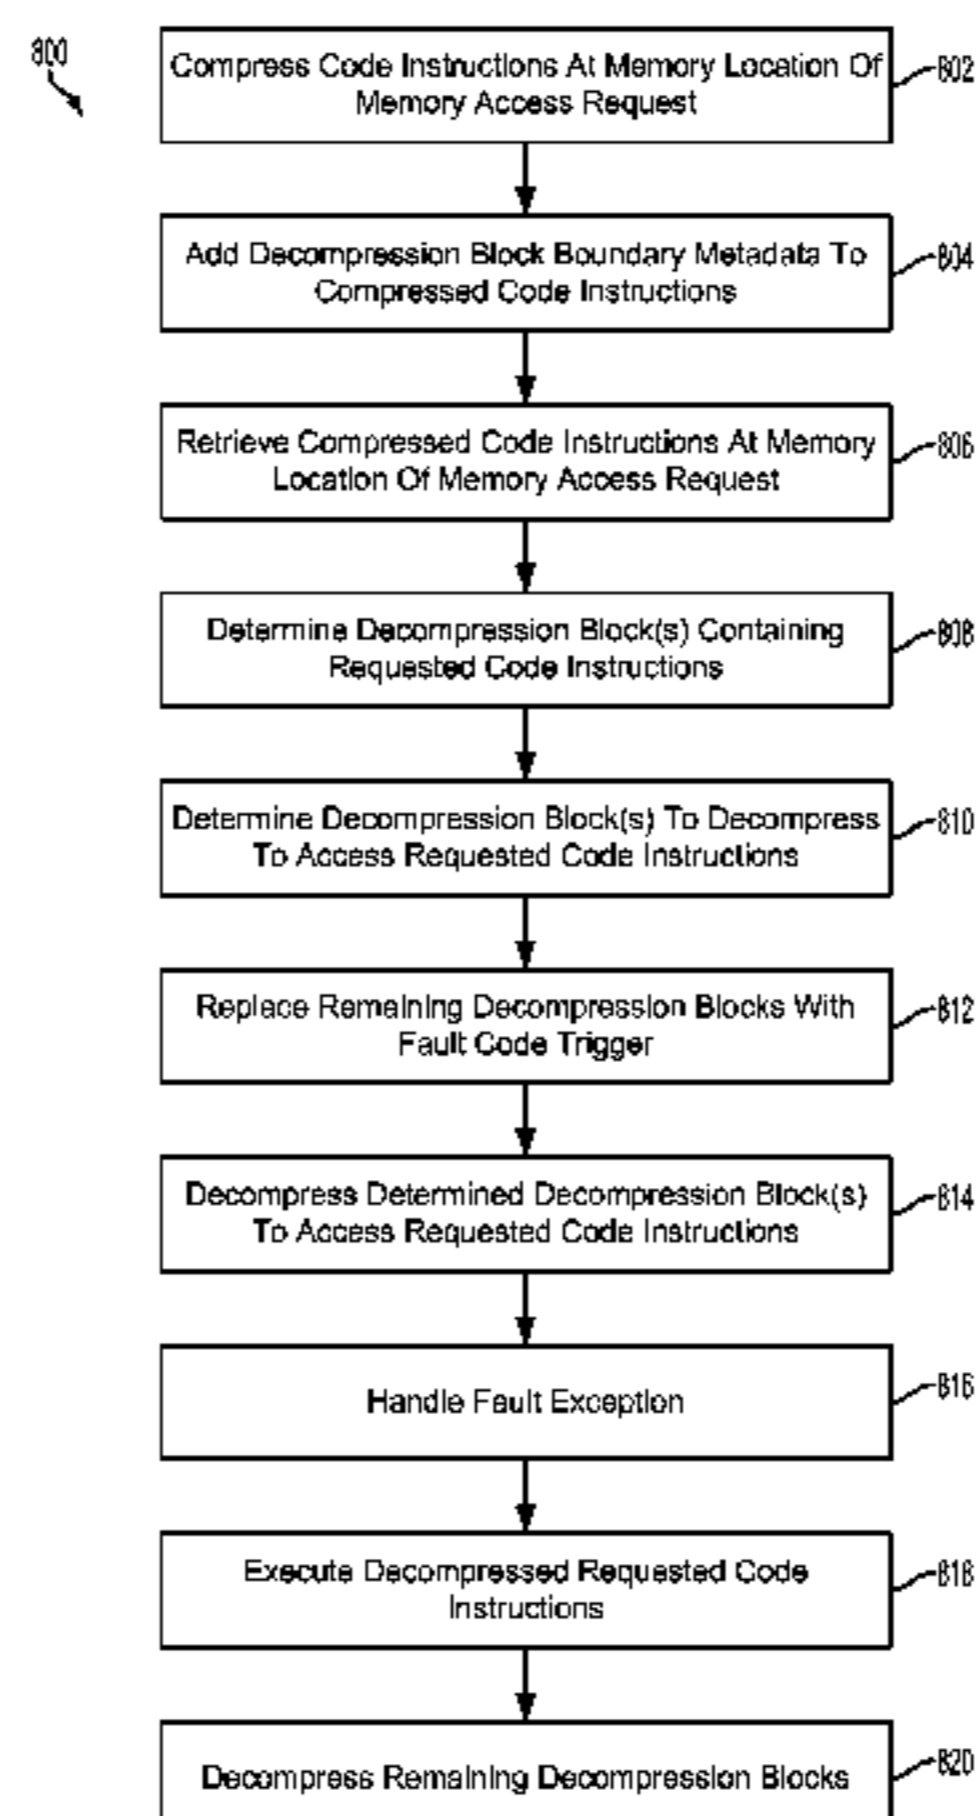 800
Compress Code Instructions At Memory Location Of
Memory Access Request
802
Add Decompression Block Boundary Metadata To
Compressed Code Instructions
804
Retrieve Compressed Code Instructions At Memory
Location Of Memory Access Request
806
Determine Decompression Block(s) Containing
Requested Code Instructions
808
Determine Decompression Block(s) To Decompress
To Access Requested Code Instructions
810
Replace Remaining Decompression Blocks With
Fault Code Trigger
812
Decompress Determined Decompression Block(s)
To Access Requested Code Instructions
814
Handle Fault Exception
816
Execute Decompressed Requested Code
Instructions
818
Decompress Remaining Decompression Blocks
820